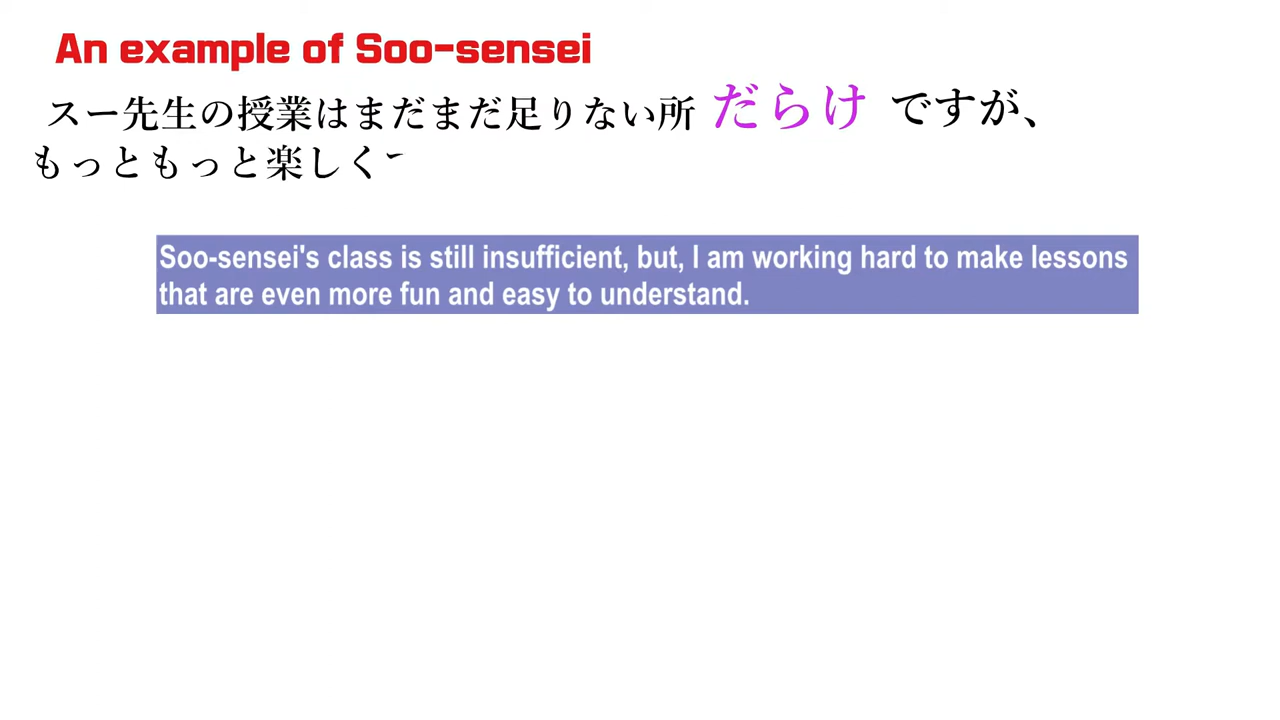 An example of Soo-sensei
スー先生の授業はまだまだ足りない所 だらけ ですが、
もっともっと楽しく
Soo-sensei's class is still insufficient, but, I am working hard to make lessons
that are even more fun and easy to understand.